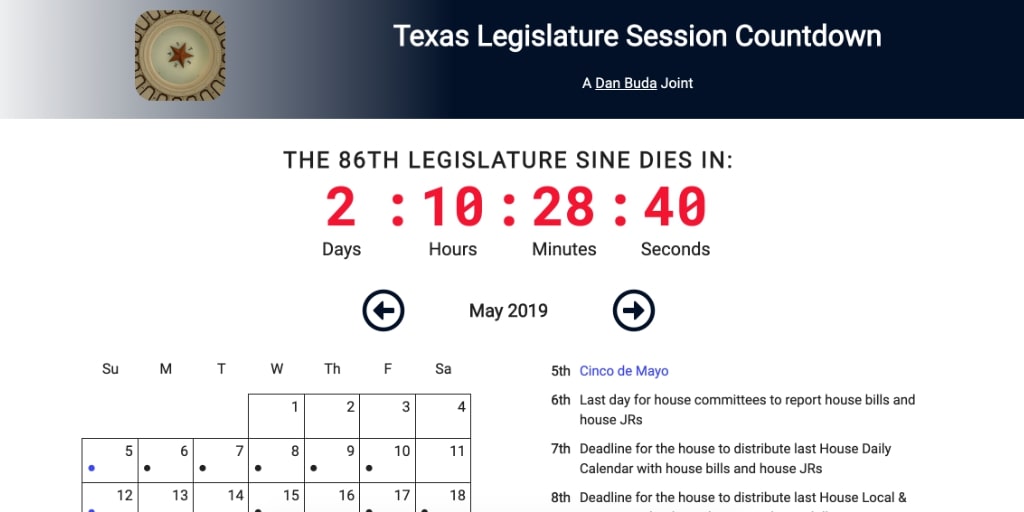 Texas Legislature Session Countdown
A Dan Buda Joint
THE 86TH LEGISLATURE SINE DIES IN:
2 : 10 : 28 : 40
Days Hours Minutes Seconds
May 2019
Su M T W Th F Sa
1 2 3 4
5 6 7 8 9 10 11
12 13 14 15 16 17 18
5th Cinco de Mayo
6th Last day for house committees to report house bills and
house JRs
7th Deadline for the house to distribute last House Daily
Calendar with house bills and house JRs
8th Deadline for the house to distribute last House Local &